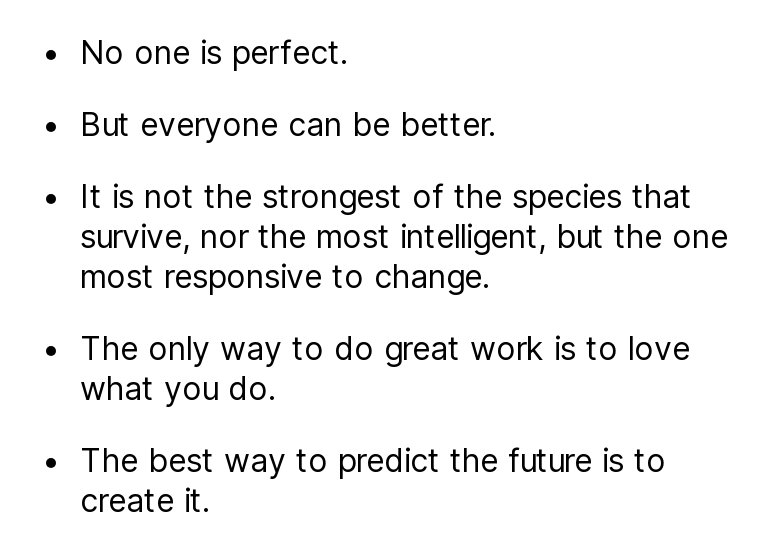 • No one is perfect.
• But everyone can be better.
• It is not the strongest of the species that
survive, nor the most intelligent, but the one
most responsive to change.
• The only way to do great work is to love
what you do.
• The best way to predict the future is to
create it.